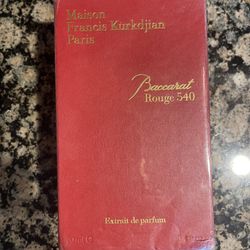 Maison
Francis Kurkdjian
Paris
Baccarat
Rouge 540
Extrait de parfum